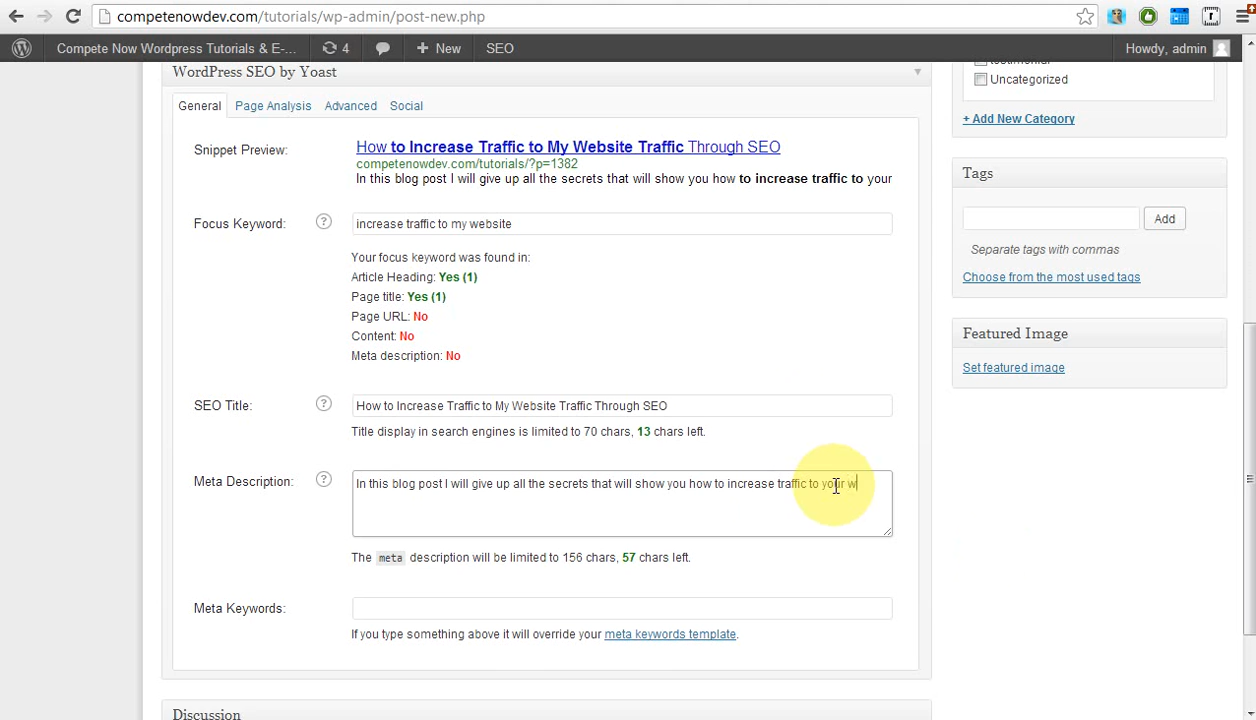 competenowdev.com/tutorials/wp-admin/post-new.php
Compete Now Wordpress Tutorials & E-... 4 + New SEO Howdy, admin
WordPress SEO by Yoast
General Page Analysis Advanced Social
Snippet Preview:
How to Increase Traffic to My Website Traffic Through SEO
competenowdev.com/tutorials/?p=1382
In this blog post I will give up all the secrets that will show you how to increase traffic to your
Focus Keyword: ? increase traffic to my website
Your focus keyword was found in:
Article Heading: Yes (1)
Page title: Yes (1)
Page URL: No
Content: No
Meta description: No
SEO Title: ? How to Increase Traffic to My Website Traffic Through SEO
Title display in search engines is limited to 70 chars, 13 chars left.
Meta Description: ? In this blog post I will give up all the secrets that will show you how to increase traffic to your w
The meta description will be limited to 156 chars, 57 chars left.
Meta Keywords:
If you type something above it will override your meta keywords template.
Discussion
testimonial
Uncategorized
+ Add New Category
Tags
Add
Separate tags with commas
Choose from the most used tags
Featured Image
Set featured image